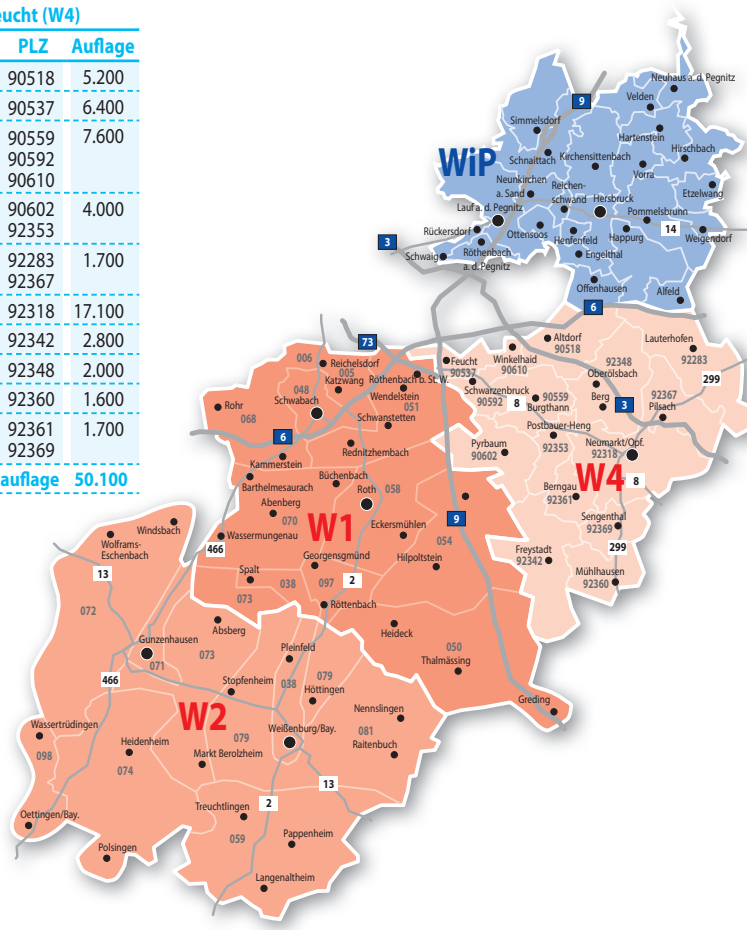 eucht (W4)
PLZ Auflage
90518 5.200
90537 6.400
90559 7.600
90592
90610
90602 4.000
92353
92283 1.700
92367
92318 17.100
92342 2.800
92348 2.000
92360 1.600
92361 1.700
92369
auflage 50.100
Neuhaus a. d. Pegnitz
9
Velden
Simmelsdorf
Hartenstein
Hirschbach
WiP
Schnaittach
Kirchensittenbach
Vorra
Neunkirchen
a. Sand
Reichen-
schwand
Hersbruck
Etzelwang
Lauf a. d. Pegnitz
Pommelsbrunn
Rückersdorf
Ottensoos
Henfenfeld
Happurg
14
Weigendorf
3
Schwaig
Röthenbach
a. d. Pegnitz
Engelthal
Offenhausen
Alfeld
6
73
Altdorf
90518
Lauterhofen
92283
006
Reichelsdorf
005
Feucht
90537
Winkelhaid
90610
92348
Oberölsbach
299
048
Katzwang
Röthenbach b. St. W.
Schwarzenbruck
90592
8
90559
Burgthann
Berg
3
92367
Pilsach
Rohr
068
Schwabach
Wendelstein
051
Schwanstetten
Postbauer-Heng
92353
6
Rednitzhembach
Pyrbaum
90602
Neumarkt/Opf.
92318
Kammerstein
W4
8
Barthelmesaurach
Büchenbach
Roth
058
Berngau
92361
Abenberg
070
W1
Eckersmühlen
9
Sengenthal
92369
Windsbach
Wolframs-
Eschenbach
Wassermungenau
466
054
299
Georgensgmünd
Hilpoltstein
Freystadt
92342
13
Spalt
073
038
097
2
Mühlhausen
92360
072
Röttenbach
Absberg
Heideck
Gunzenhausen
071
073
Pleinfeld
050
Thalmässing
466
038
079
Stopfenheim
Höttingen
Greding
W2
Nennslingen
Wassertrüdingen
098
Heidenheim
074
079
Weißenburg/Bay.
081
Raitenbuch
Markt Berolzheim
13
2
Oettingen/Bay.
Treuchtlingen
059
Polsingen
Pappenheim
Langenaltheim